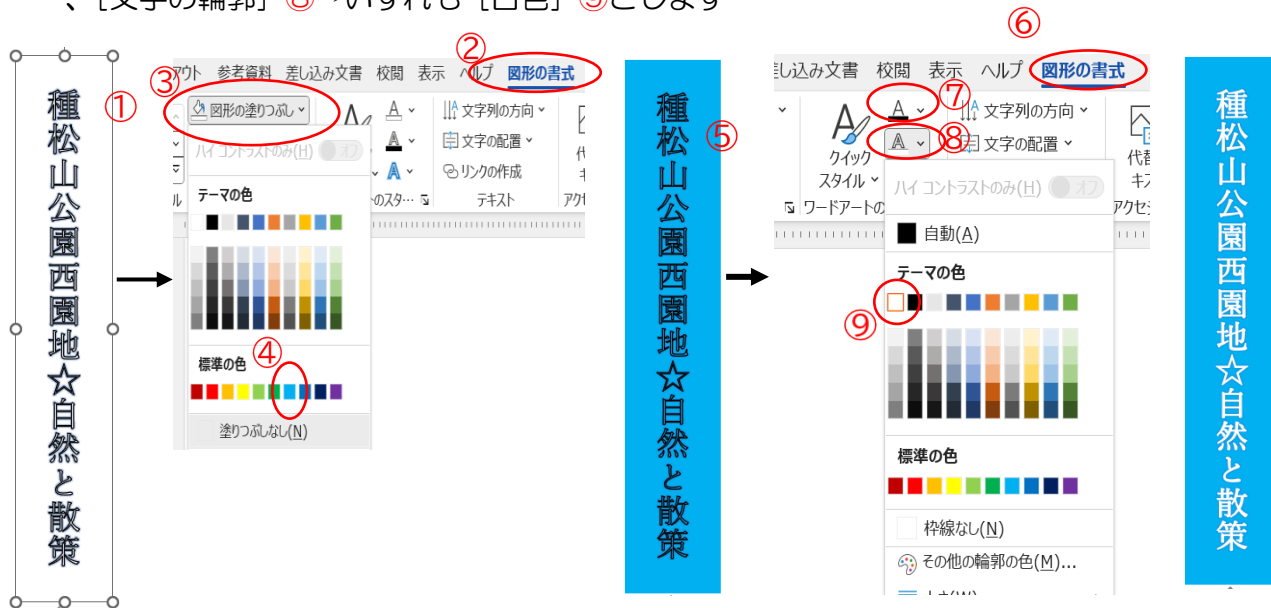 、[文字の輪郭]⑧→いずれも[白色]⑨とします
種松山公園西園地☆自然と散策
①
②
③
アウト 参考資料 差し込み文書 校閲 表示 ヘルプ 図形の書式
図形の塗りつぶし
文字列の方向
文字の配置
リンクの作成
テキスト
ハイ コントラストのみ(H) オフ
テーマの色
標準の色
④
塗りつぶしなし(N)
種松山公園西園地☆自然と散策
⑤
⑥
差し込み文書 校閲 表示 ヘルプ 図形の書式
⑦
⑧
クイック
スタイル
文字列の方向
文字の配置
ワードアートの
ハイ コントラストのみ(H) オフ
自動(A)
テーマの色
⑨
標準の色
枠線なし(N)
その他の輪郭の色(M)...
種松山公園西園地☆自然と散策